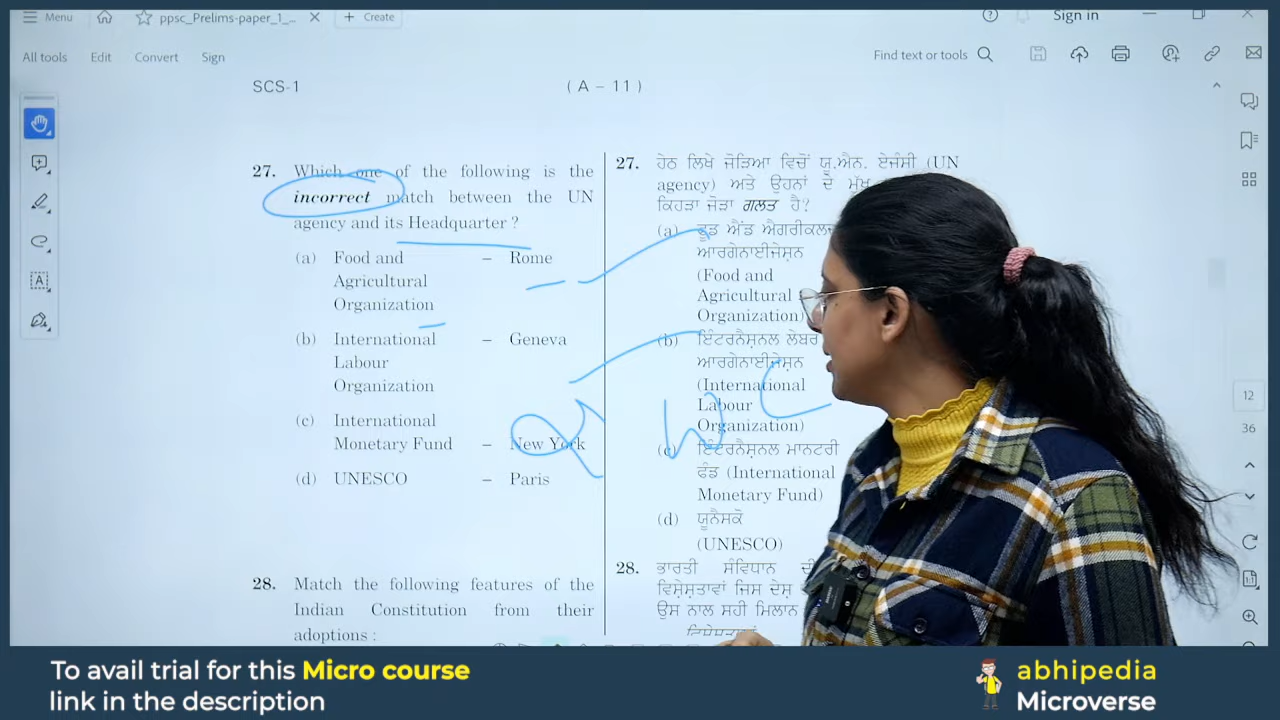 Menu
ppsc_Prelims-paper_1_...
Create
Sign in
All tools
Edit
Convert
Sign
Find text or tools
SCS-1
( A – 11 )
27. Which one of the following is the
incorrect match between the UN
agency and its Headquarter ?
(a) Food and – Rome
Agricultural
Organization
(b) International – Geneva
Labour
Organization
(c) International
Monetary Fund – New York
(d) UNESCO – Paris
28. Match the following features of the
Indian Constitution from their
adoptions :
27. ਹੇਠ ਲਿਖੇ ਜੋੜਿਆ ਵਿਚੋਂ ਯੂ.ਐਨ. ਏਜੰਸੀ (UN
agency) ਅਤੇ ਉਹਨਾਂ ਦੇ ਮੁੱਖ
ਕਿਹੜਾ ਜੋੜਾ ਗਲਤ ਹੈ?
(a) ਫੂਡ ਐਂਡ
ਆਰਗੇਨਾਈਜੇਸ਼ਨ
(Food and
Agricultural
Organization)
(b) ਇੰਟਰਨੈਸ਼ਨਲ ਲੇਬਰ
ਆਰਗੇਨਾਈਜੇਸ਼ਨ
(International
Labour
Organization)
(c) ਇੰਟਰਨੈਸ਼ਨਲ ਮਾਨਟਰੀ
ਫੰਡ (International
Monetary Fund)
(d) ਯੂਨੈਸਕੋ
(UNESCO)
28. ਭਾਰਤੀ ਸੰਵਿਧਾਨ ਦੀ
ਵਿਸ਼ੇਸ਼ਤਾਵਾਂ ਜਿਸ ਦੇਸ਼
ਉਸ ਨਾਲ ਸਹੀ ਮਿਲਾਨ
W C
12
36
To avail trial for this Micro course
link in the description
abhipedia
Microverse